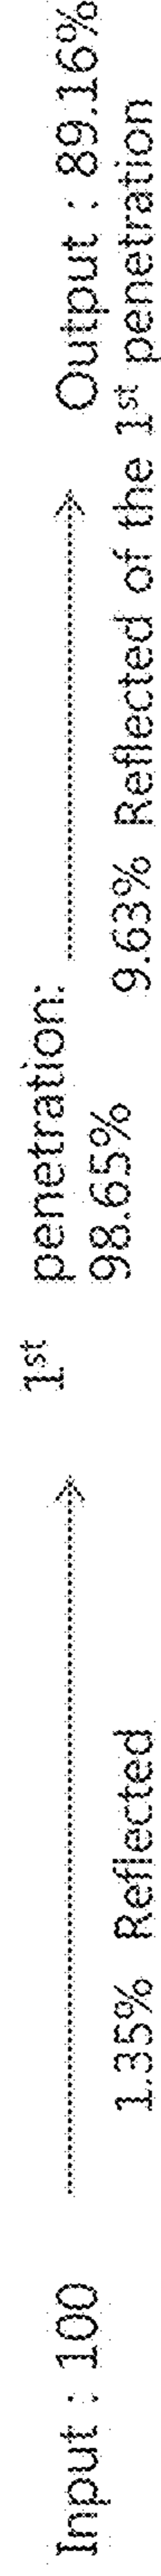 Input : 100
1.35% Reflected
1st
penetration:
98.65%
9.63% Reflected of the 1st penetration
Output : 89.16%